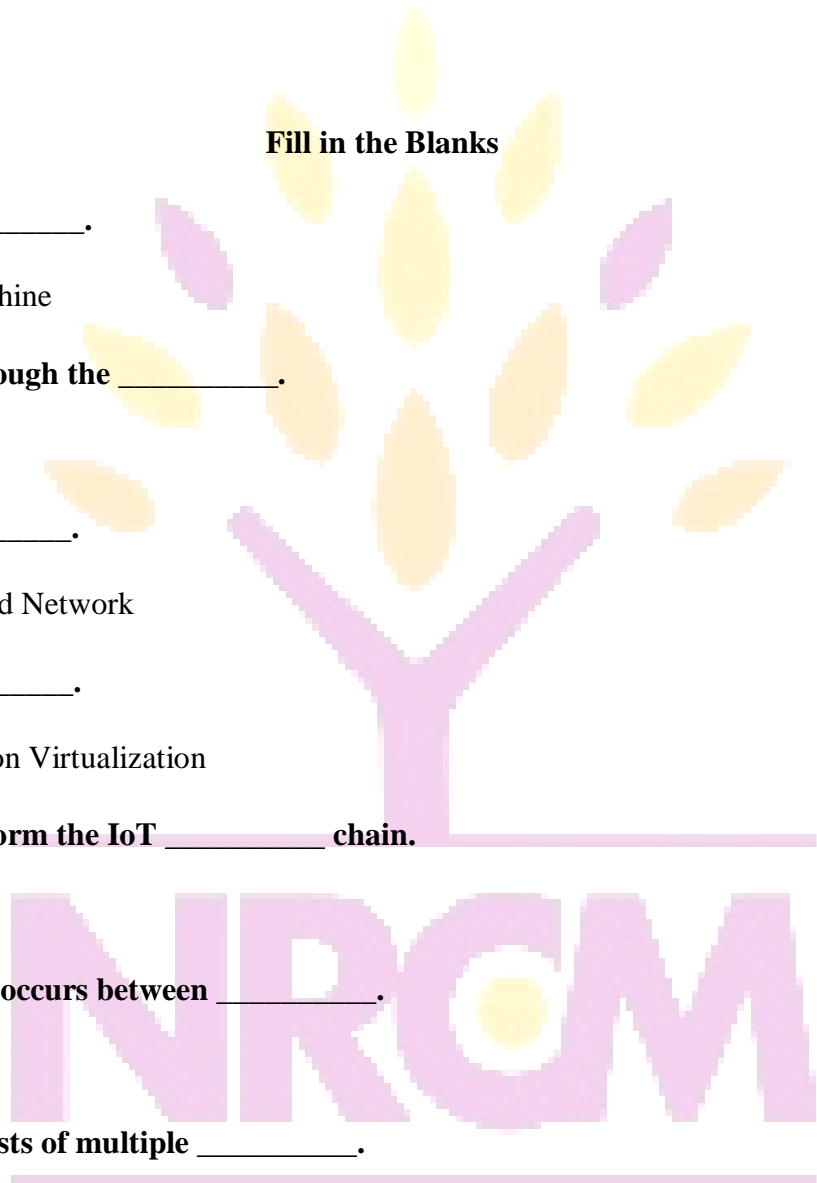 Fill in the Blanks
______.
hine
ough the __________.
_____.
d Network
_____.
on Virtualization
orm the IoT __________ chain.
occurs between __________.
sts of multiple __________.
NRCM